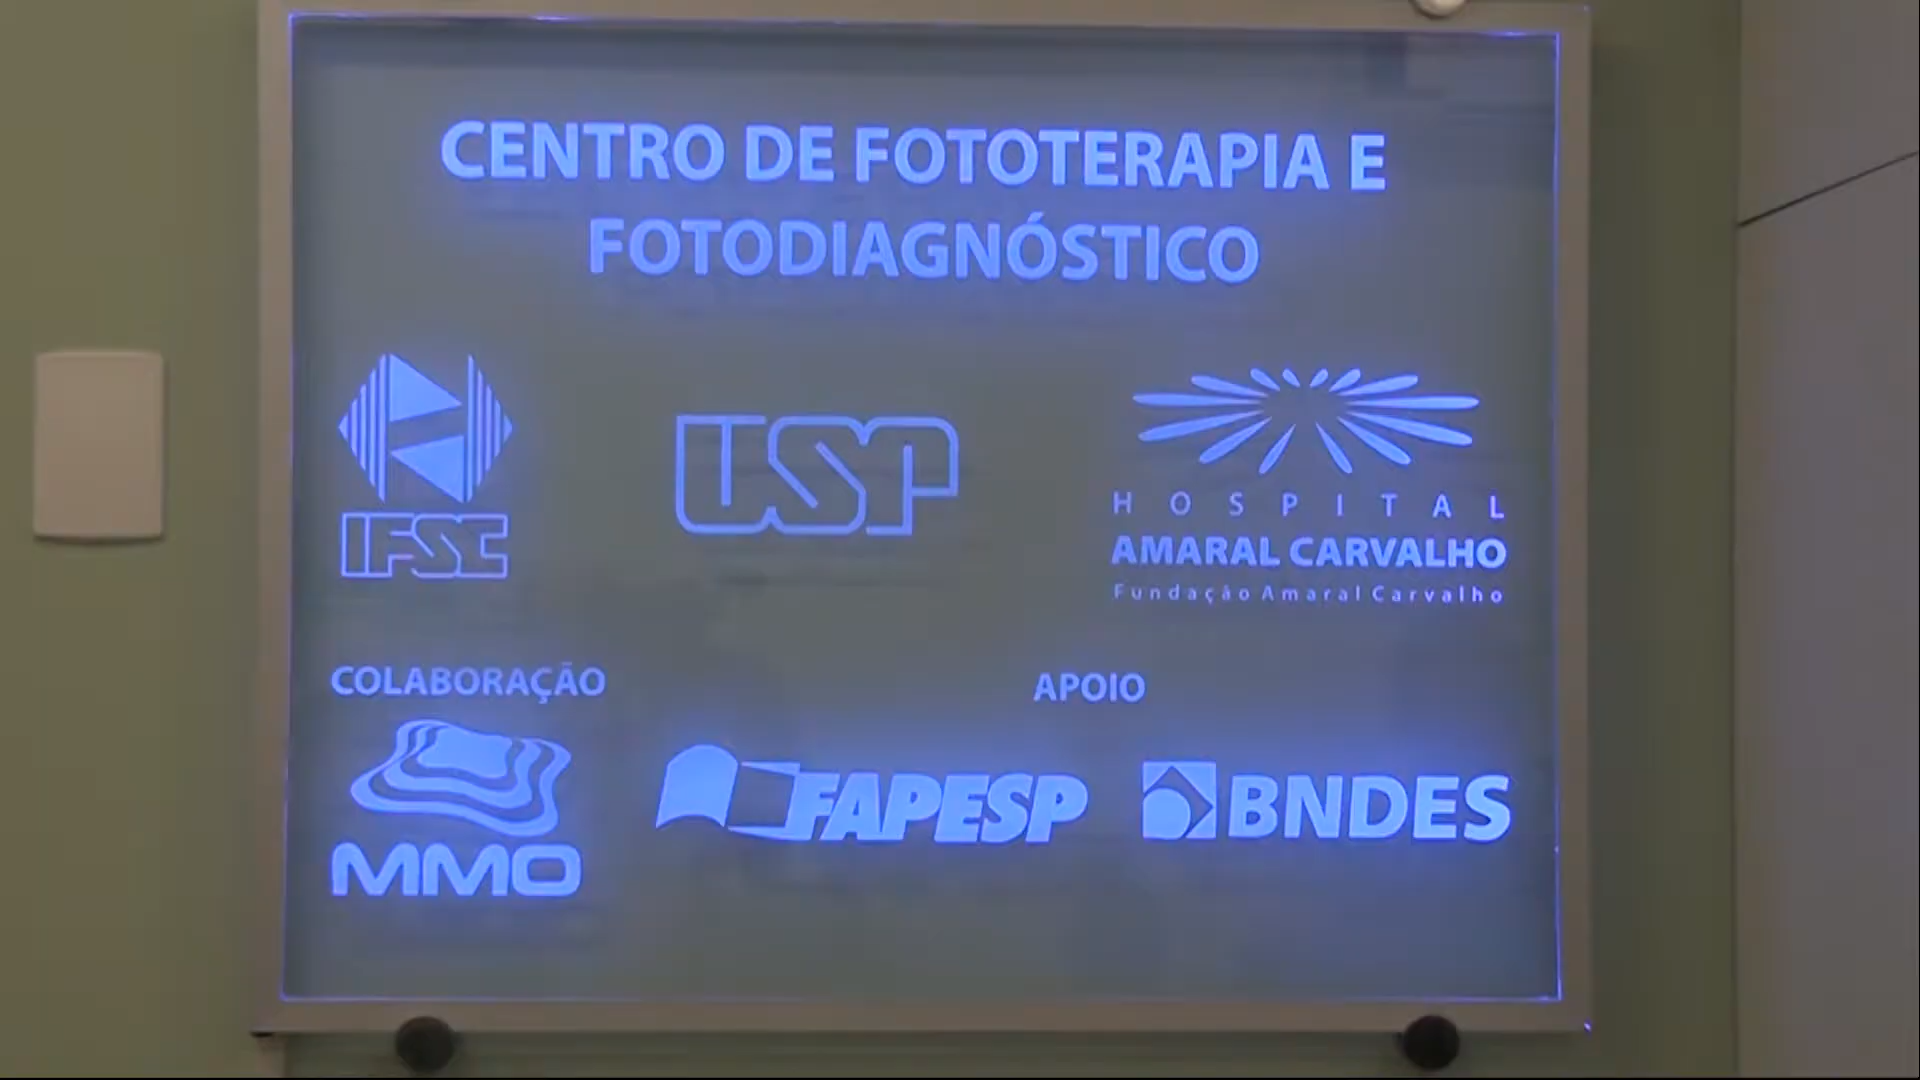 CENTRO DE FOTOTERAPIA E
FOTODIAGNÓSTICO
IFSC
USP
HOSPITAL
AMARAL CARVALHO
Fundação Amaral Carvalho
COLABORAÇÃO
MMO
APOIO
FAPESP
BNDES